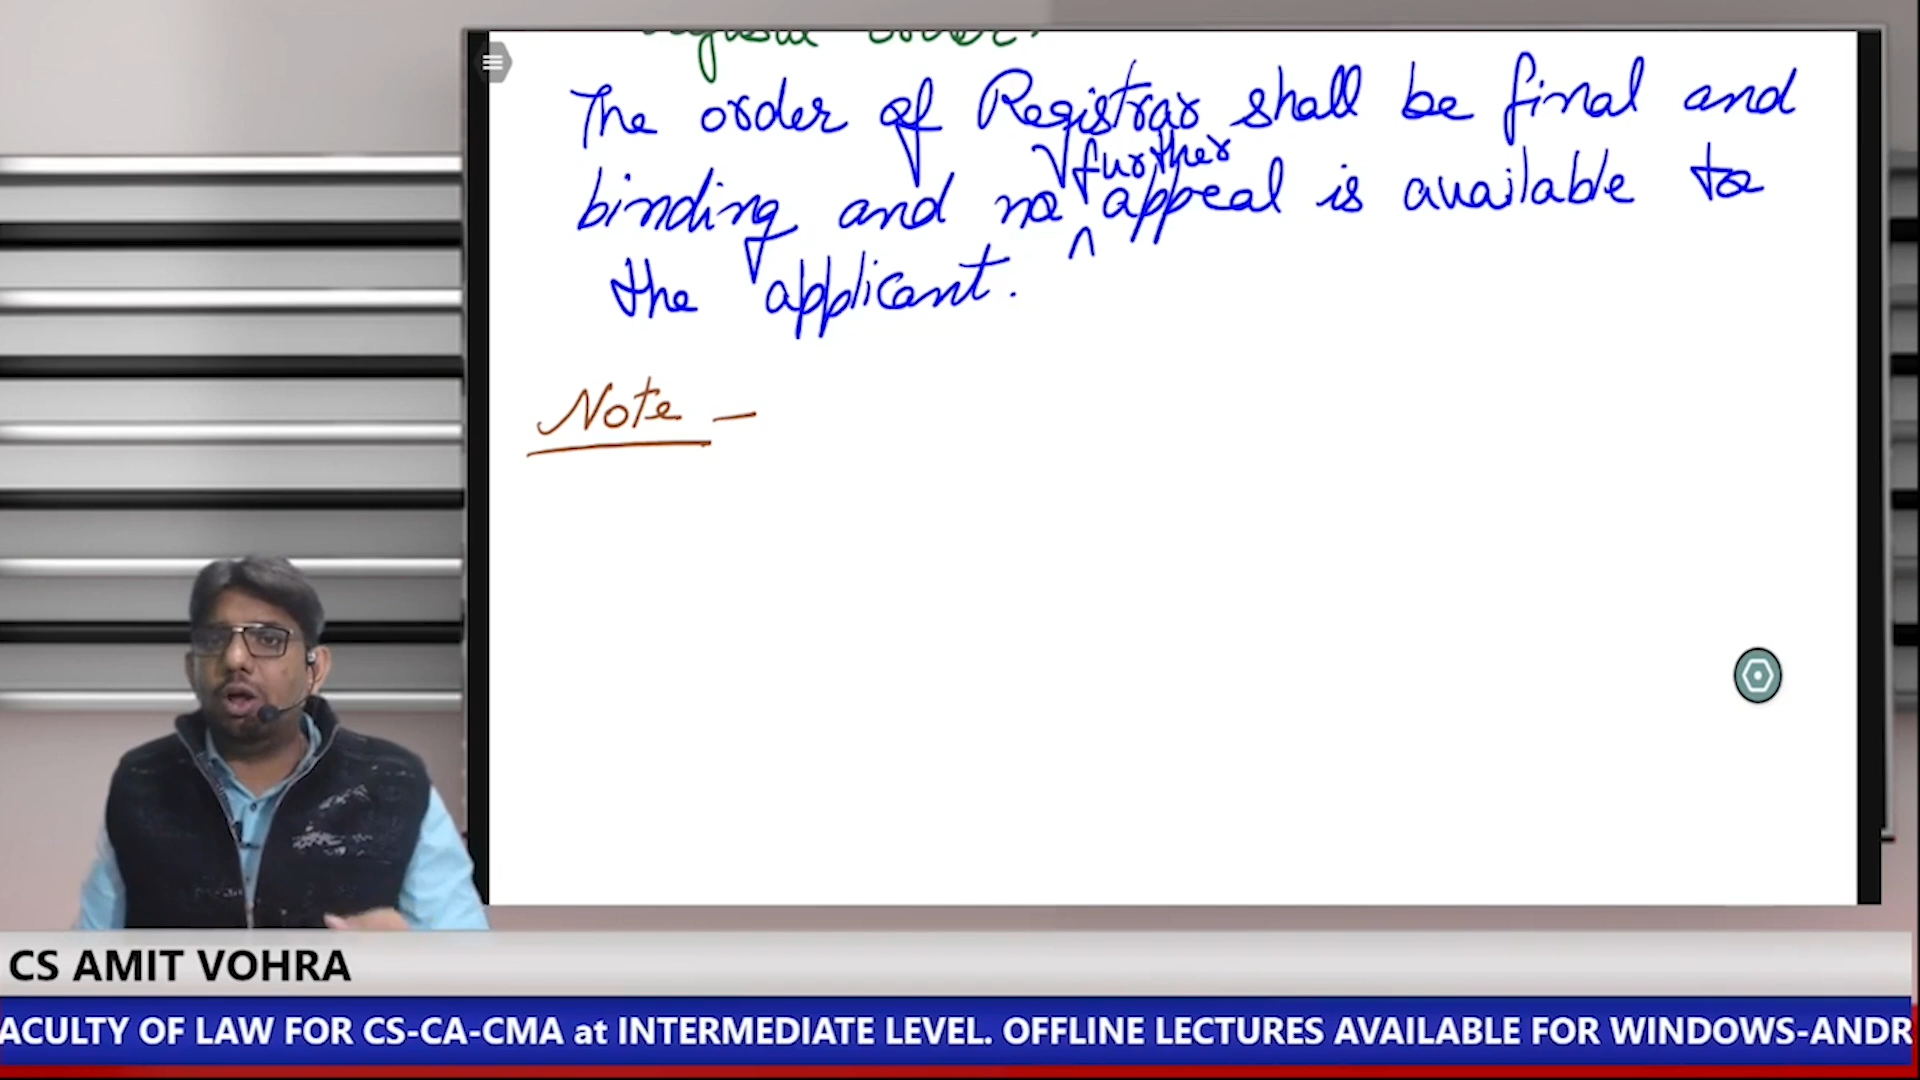 order.
The order of Registrar shall be final and
further
binding and no ^ appeal is available to
the applicant.
Note -
CS AMIT VOHRA
ACULTY OF LAW FOR CS-CA-CMA at INTERMEDIATE LEVEL. OFFLINE LECTURES AVAILABLE FOR WINDOWS-ANDR